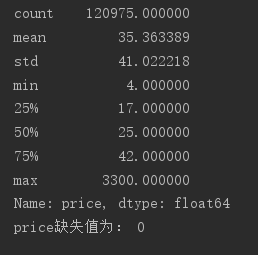 count    120975.000000
mean         35.363389
std          41.022218
min           4.000000
25%          17.000000
50%          25.000000
75%          42.000000
max        3300.000000
Name: price, dtype: float64
price缺失值为: 0